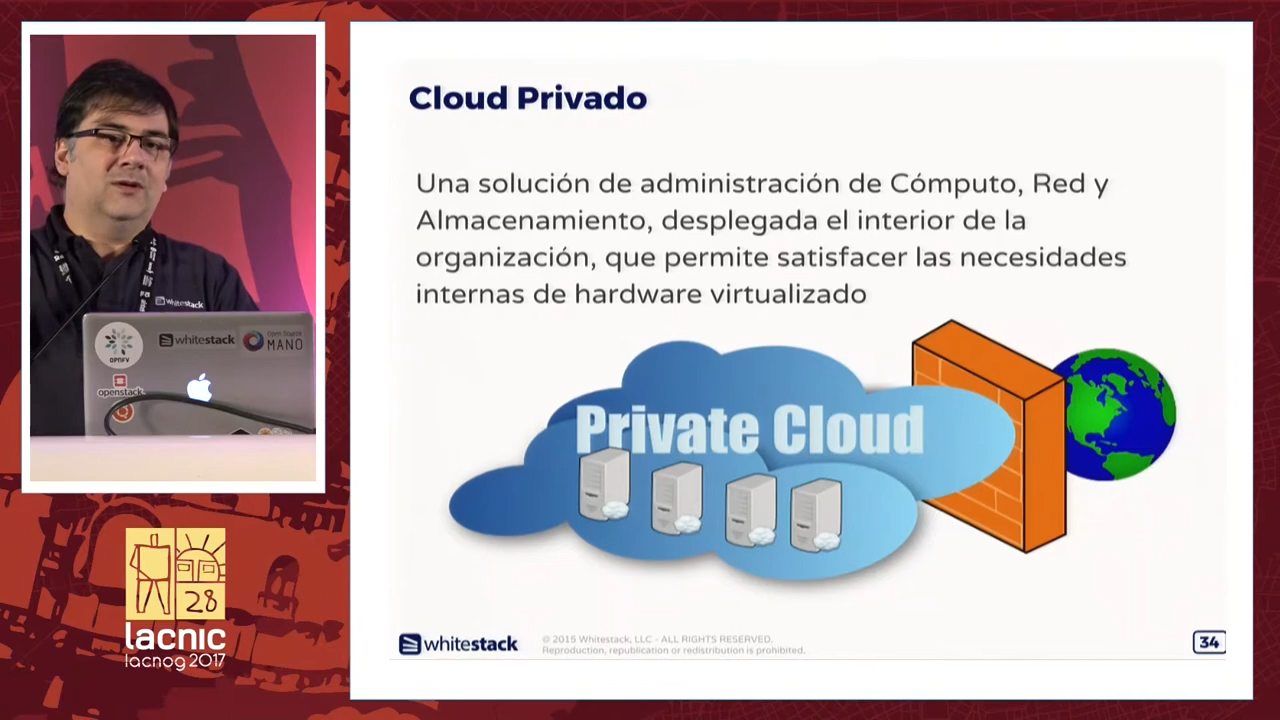 Cloud Privado
Una solución de administración de Cómputo, Red y
Almacenamiento, desplegada el interior de la
organización, que permite satisfacer las necesidades
internas de hardware virtualizado
Private Cloud
whitestack
© 2015 Whitestack, LLC - ALL RIGHTS RESERVED.
Reproduction, republication or redistribution is prohibited.
34
whitestack
OPNFV
whitestack
Open Source
MANO
openstack
28
lacnic
lacnog 2017